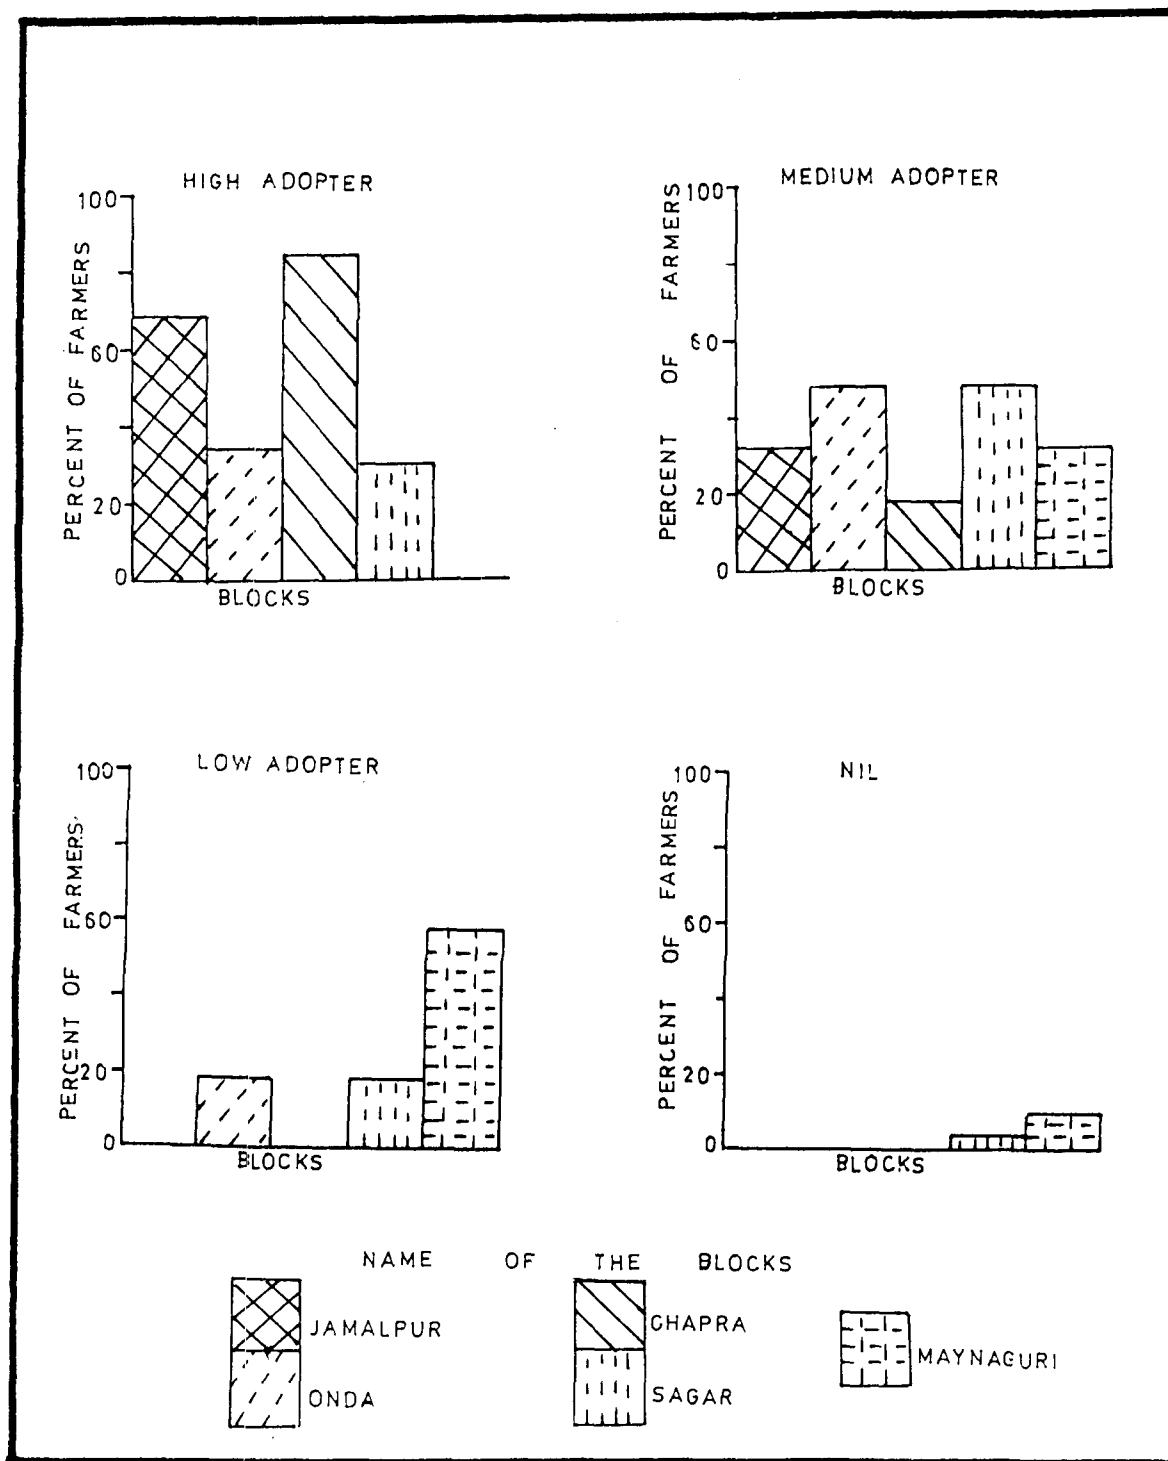 HIGH ADOPTER
PERCENT OF FARMERS
100
60
20
0
BLOCKS
MEDIUM ADOPTER
PERCENT OF FARMERS
100
60
20
0
BLOCKS
LOW ADOPTER
PERCENT OF FARMERS
100
60
20
0
BLOCKS
NIL
PERCENT OF FARMERS
100
60
20
0
BLOCKS
NAME OF THE BLOCKS
JAMALPUR
ONDA
CHAPRA
SAGAR
MAYNAGURI